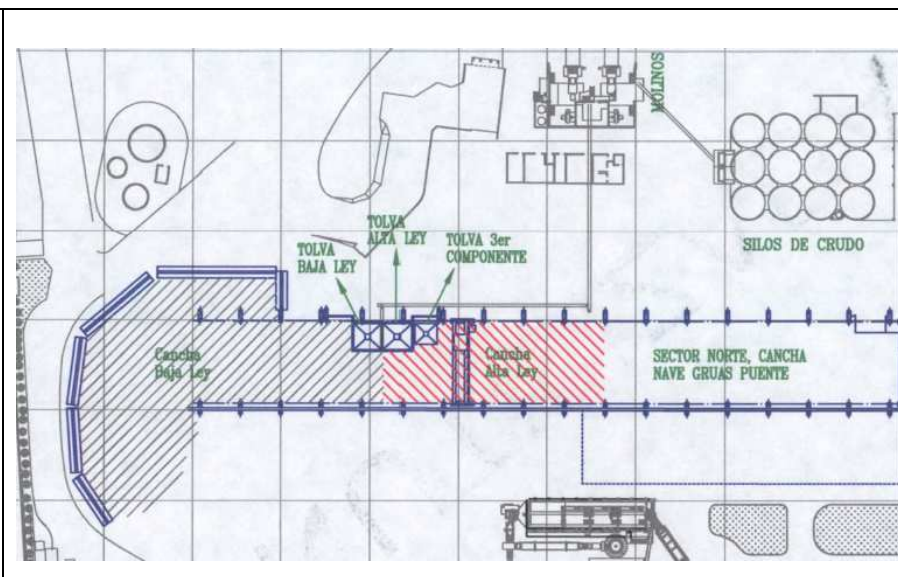 MOLINOS
TOLVA
ALTA LEY
TOLVA
BAJA LEY
TOLVA 3er
COMPONENTE
SILOS DE CRUDO
Cancha
Baja Ley
Cancha
Alta Ley
SECTOR NORTE, CANCHA
NAVE GRUAS PUENTE